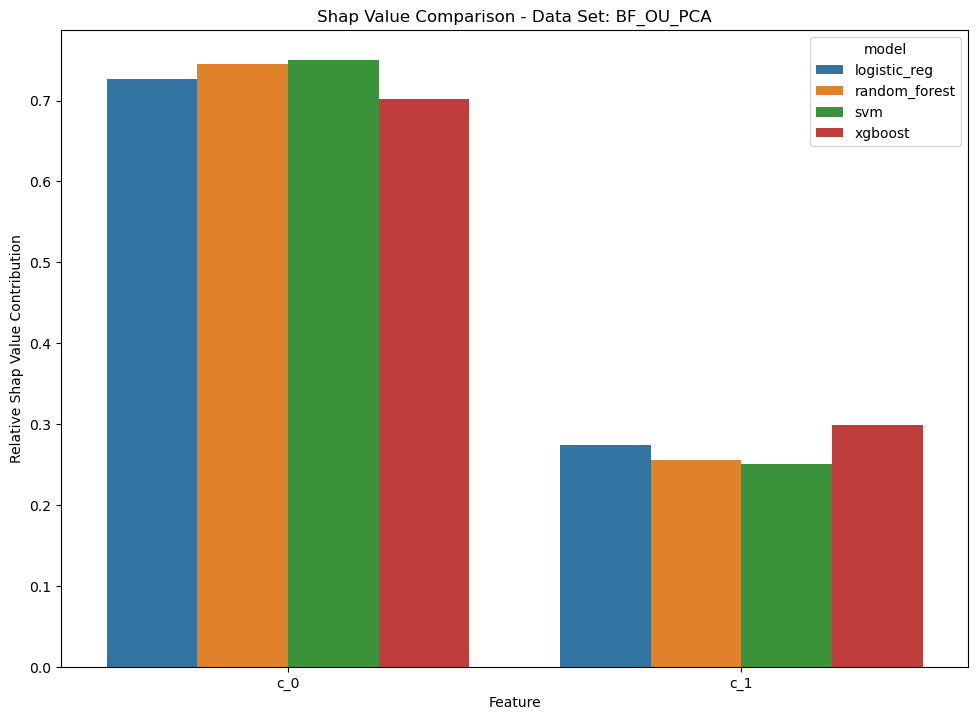 Shap Value Comparison - Data Set: BF_OU_PCA
model
logistic_reg
random_forest
svm
xgboost
Relative Shap Value Contribution
0.7
0.6
0.5
0.4
0.3
0.2
0.1
0.0
c_0
c_1
Feature